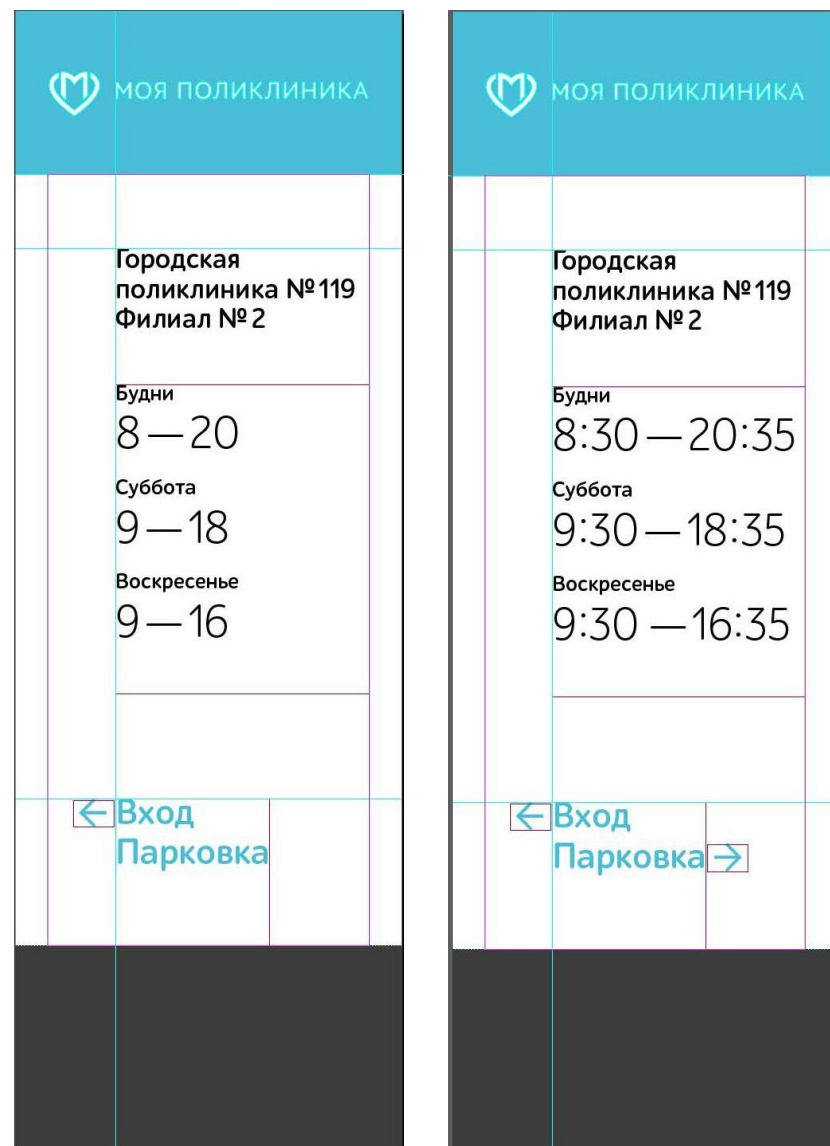 МОЯ ПОЛИКЛИНИКА
Городская
поликлиника № 119
Филиал № 2
Будни
8 — 20
Суббота
9 — 18
Воскресенье
9 — 16
← Вход
Парковка
МОЯ ПОЛИКЛИНИКА
Городская
поликлиника № 119
Филиал № 2
Будни
8:30 — 20:35
Суббота
9:30 — 18:35
Воскресенье
9:30 — 16:35
← Вход
Парковка →